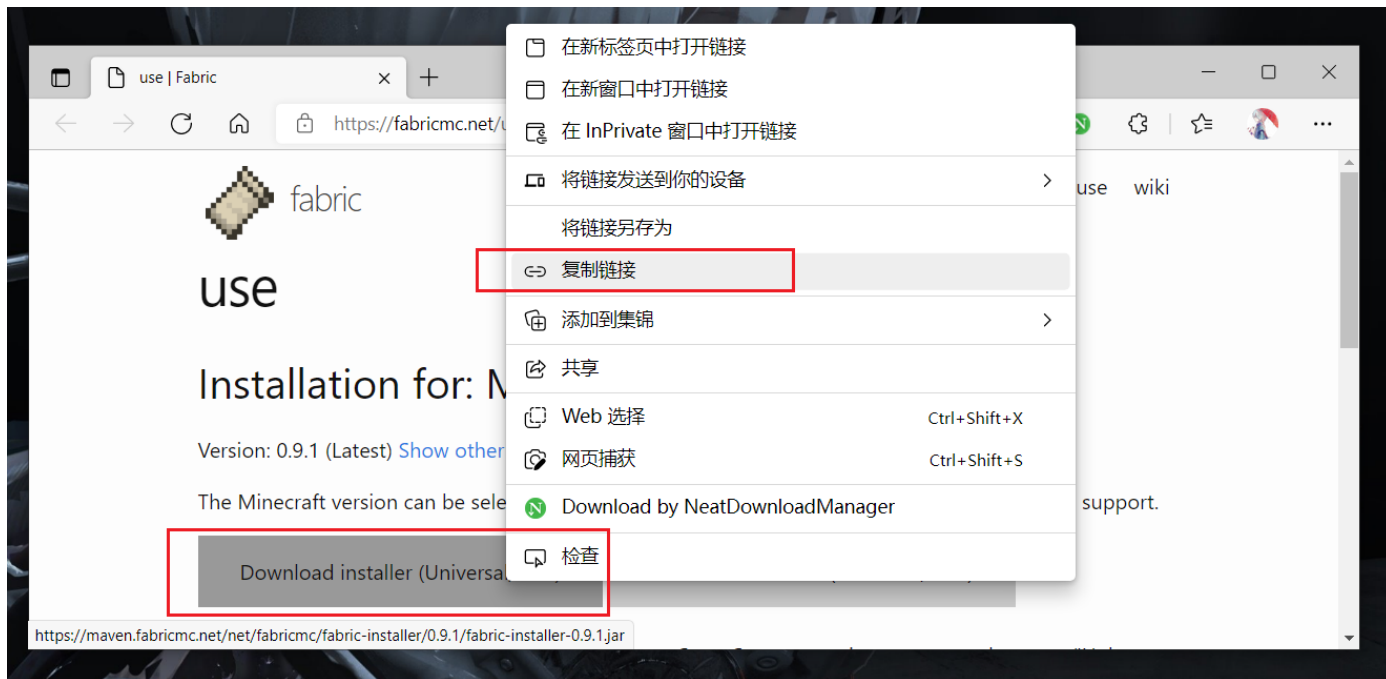 use | Fabric
https://fabricmc.net/u
在新标签页中打开链接
在新窗口中打开链接
在 InPrivate 窗口中打开链接
将链接发送到你的设备
将链接另存为
复制链接
添加到集锦
共享
Web 选择 Ctrl+Shift+X
网页捕获 Ctrl+Shift+S
Download by NeatDownloadManager
检查
fabric
use wiki
use
Installation for:
Version: 0.9.1 (Latest) Show other
The Minecraft version can be sele
support.
Download installer (Universa
https://maven.fabricmc.net/net/fabricmc/fabric-installer/0.9.1/fabric-installer-0.9.1.jar